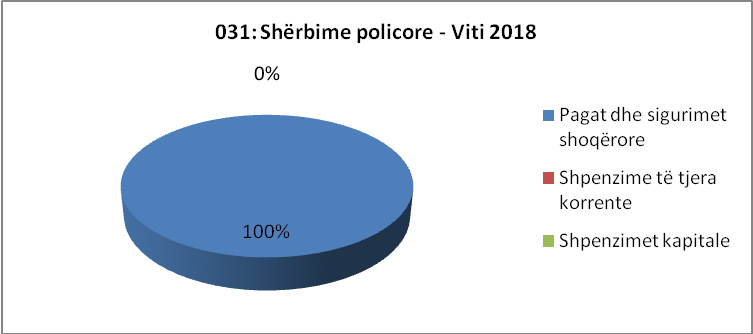 031: Shërbime policore - Viti 2018
0%
100%
Pagat dhe sigurimet
shoqërore
Shpenzime të tjera
korrente
Shpenzimet kapitale